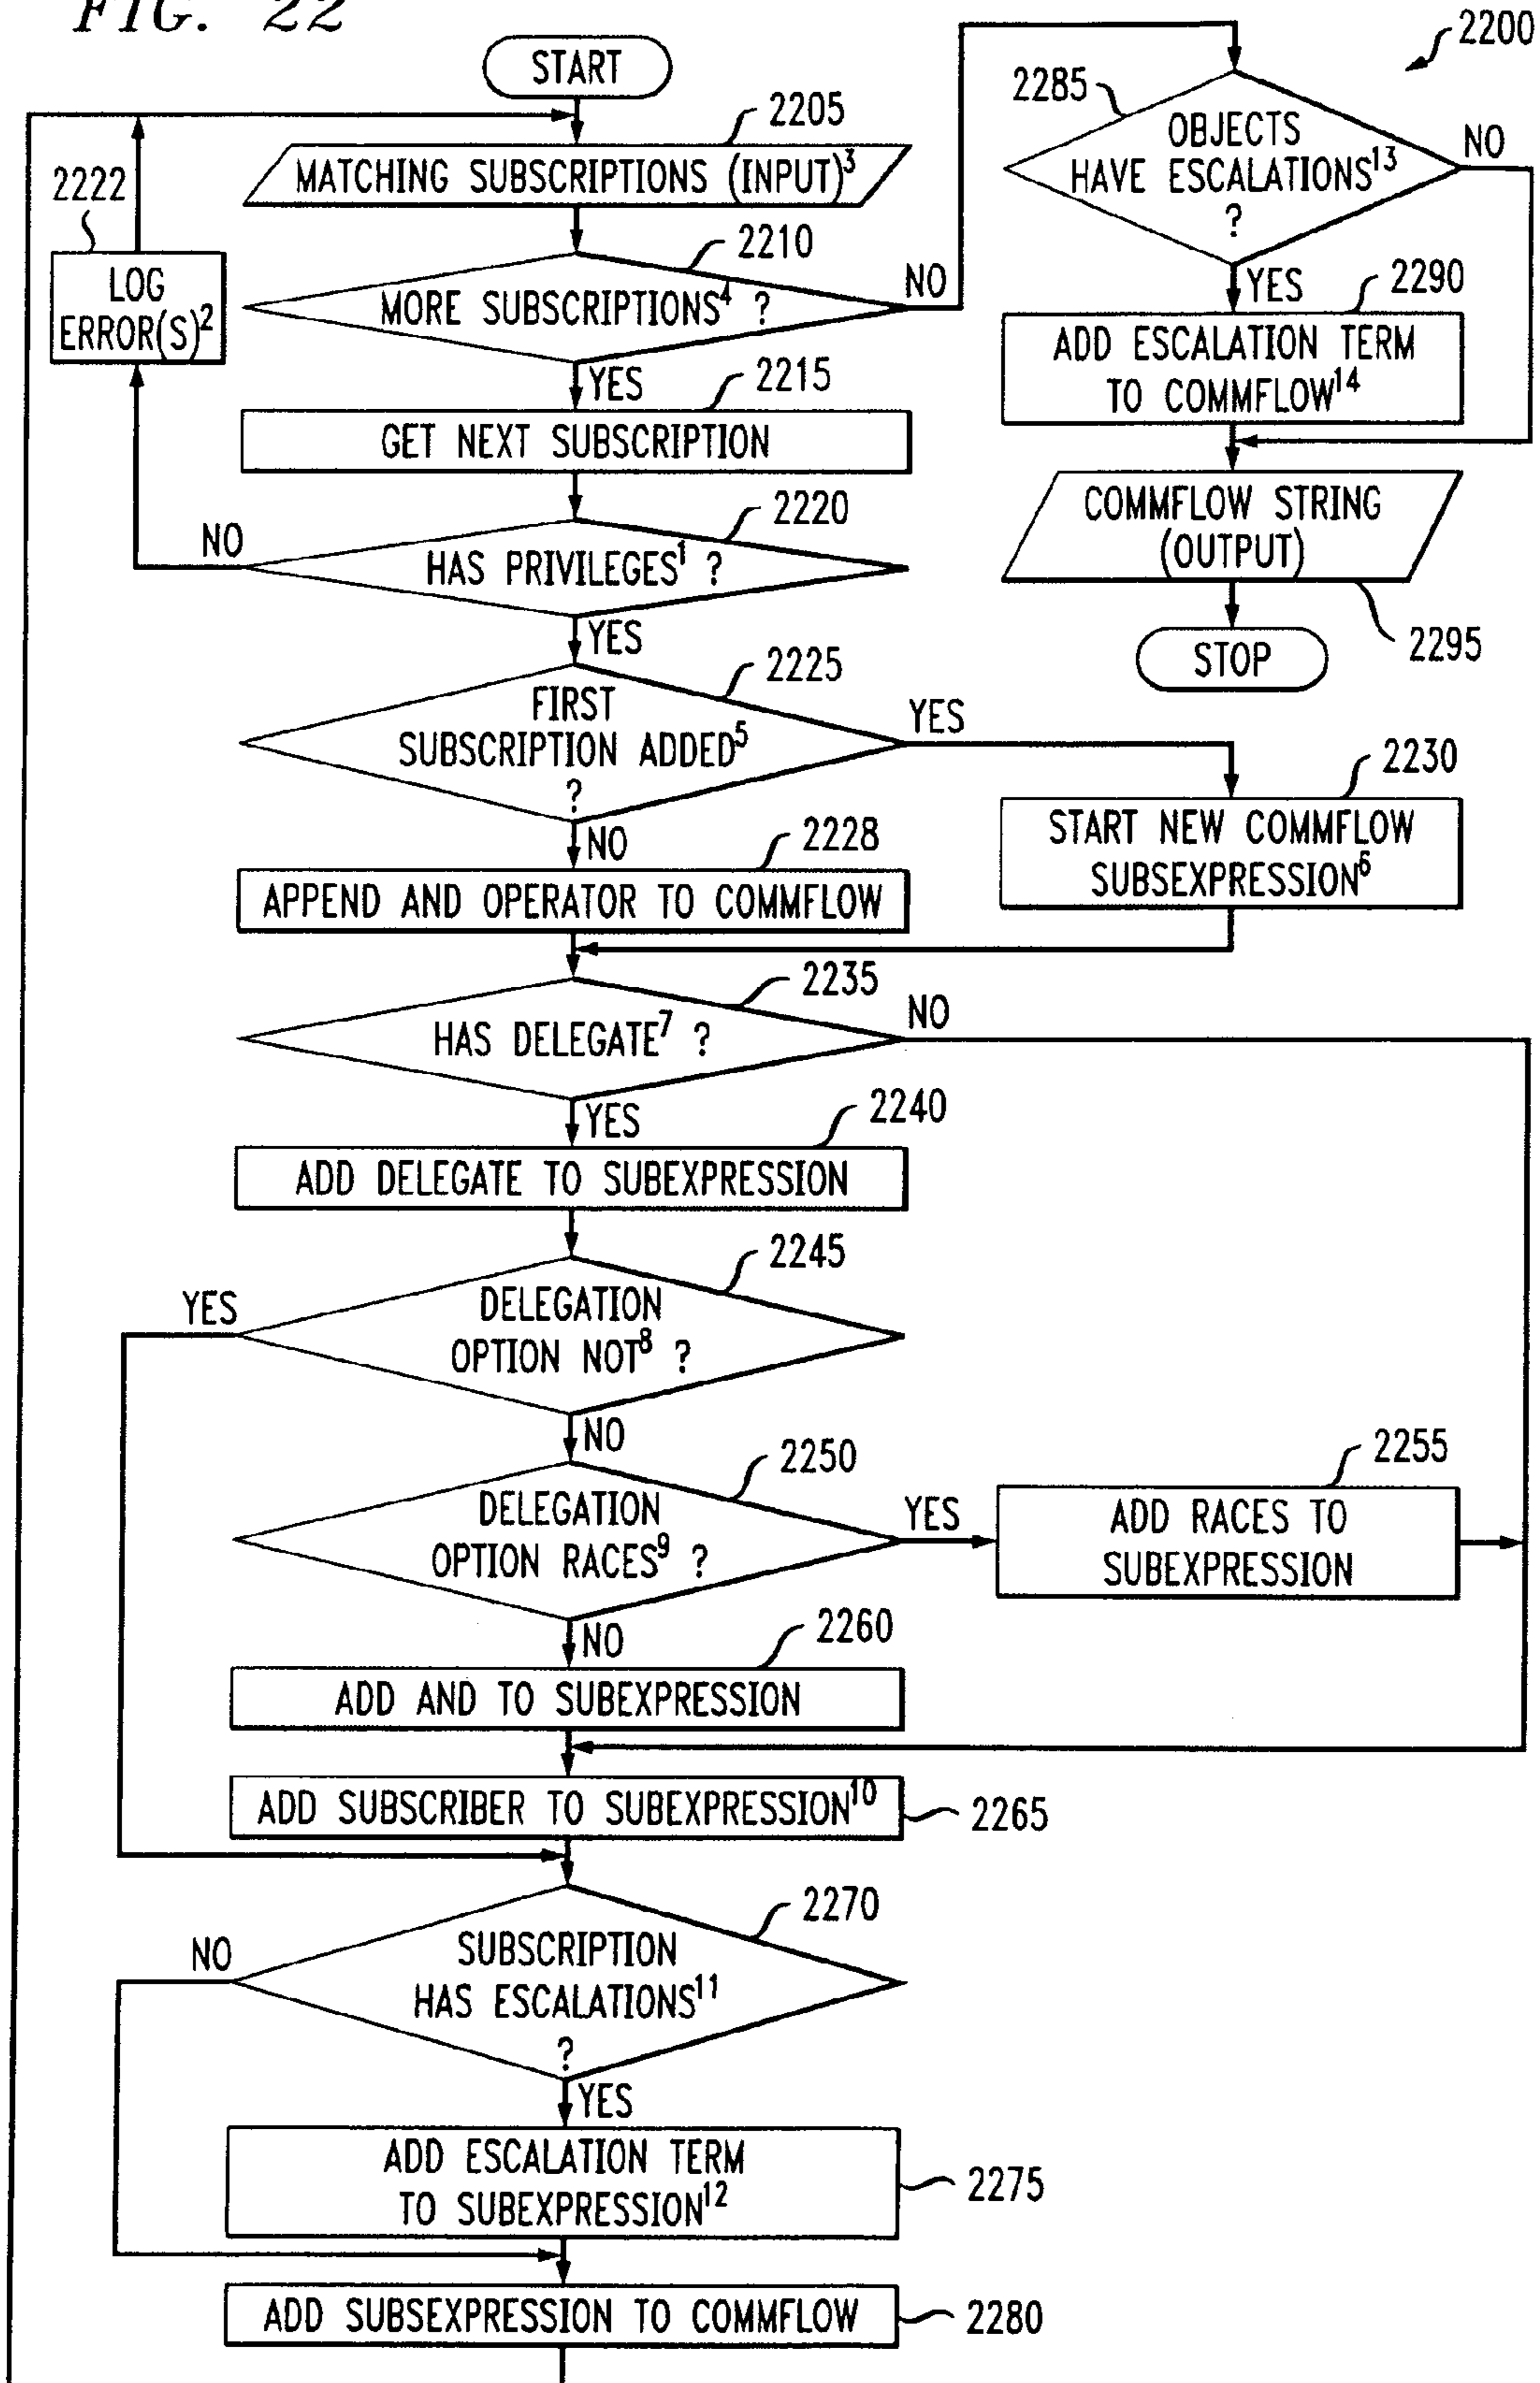 FIG. 22
START
2200
2205
MATCHING SUBSCRIPTIONS (INPUT)3
2210
MORE SUBSCRIPTIONS4 ?
NO
YES
2215
GET NEXT SUBSCRIPTION
2220
HAS PRIVILEGES1 ?
NO
2222
LOG
ERROR(S)2
YES
2225
FIRST
SUBSCRIPTION ADDED5
?
YES
NO
2228
APPEND AND OPERATOR TO COMMFLOW
2230
START NEW COMMFLOW
SUBSEXPRESSION6
2235
HAS DELEGATE7 ?
NO
YES
2240
ADD DELEGATE TO SUBEXPRESSION
2245
DELEGATION
OPTION NOT8 ?
YES
NO
2250
DELEGATION
OPTION RACES9 ?
YES
2255
ADD RACES TO
SUBEXPRESSION
NO
2260
ADD AND TO SUBEXPRESSION
ADD SUBSCRIBER TO SUBEXPRESSION10
2265
2270
SUBSCRIPTION
HAS ESCALATIONS11
?
NO
YES
ADD ESCALATION TERM
TO SUBEXPRESSION12
2275
ADD SUBSEXPRESSION TO COMMFLOW
2280
2285
OBJECTS
HAVE ESCALATIONS13
?
NO
YES
2290
ADD ESCALATION TERM
TO COMMFLOW14
COMMFLOW STRING
(OUTPUT)
2295
STOP